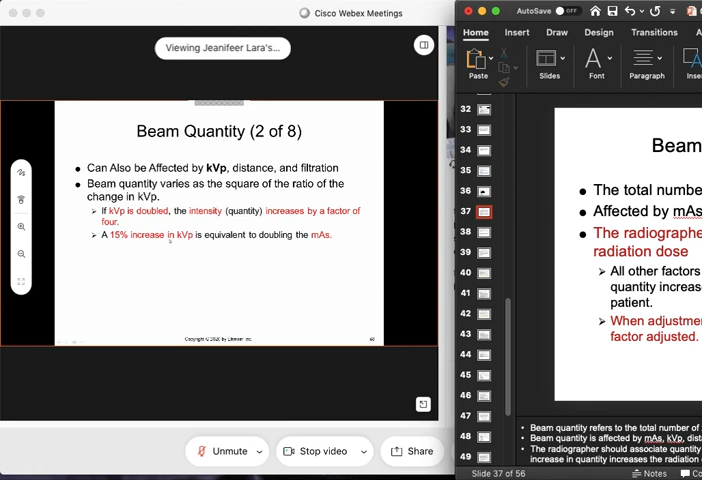 Cisco Webex Meetings
Viewing Jeanifeer Lara's...
Beam Quantity (2 of 8)
Can Also be Affected by kVp, distance, and filtration
Beam quantity varies as the square of the ratio of the
change in kVp.
If kVp is doubled, the intensity (quantity) increases by a factor of
four.
A 15% increase in kVp is equivalent to doubling the mAs.
Copyright © 2020 by Elsevier Inc.
Unmute
Stop video
Share
AutoSave OFF
Home Insert Draw Design Transitions
Paste Slides Font Paragraph
32
33
34
35
36
37
38
39
40
41
42
43
44
45
46
47
48
49
Beam
The total numbe
Affected by mAs
The radiographe
radiation dose
All other factors
quantity increas
patient.
When adjustmer
factor adjusted.
Beam quantity refers to the total number of
Beam quantity is affected by mAs, kVp, dist
The radiographer should associate quantity
increase in quantity increases the radiation
Slide 37 of 56
Notes